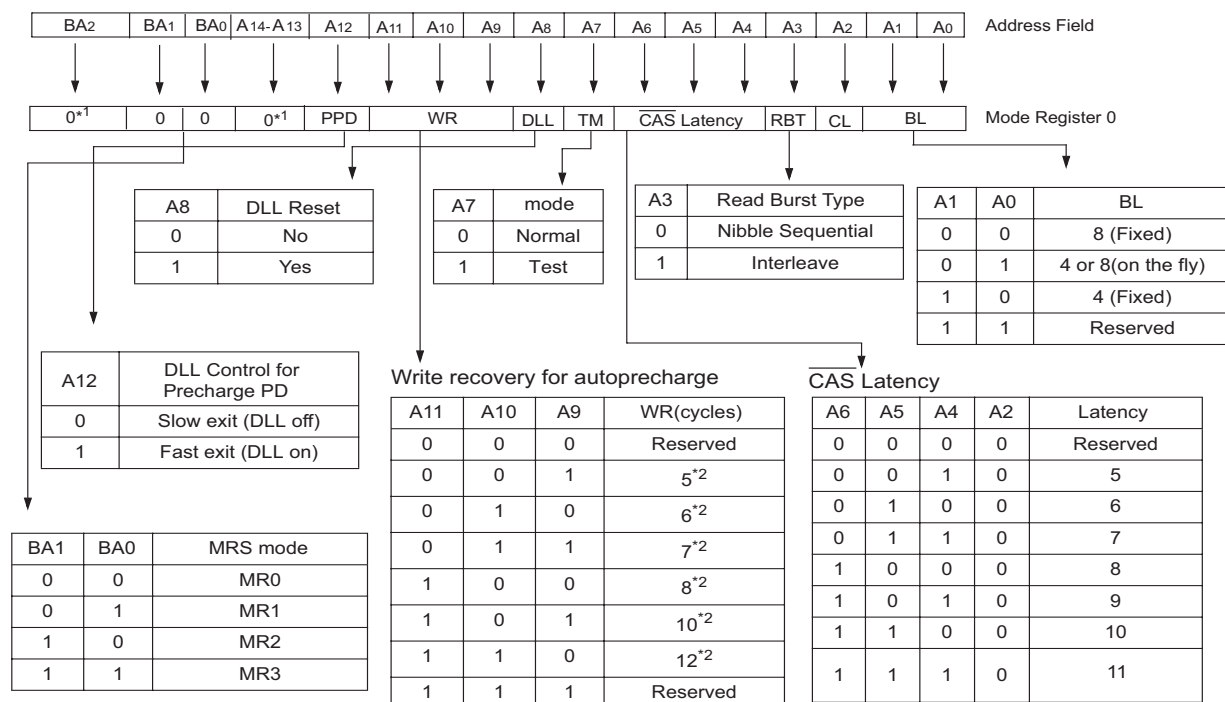 BA2 BA1 BA0 A14-A13 A12 A11 A10 A9 A8 A7 A6 A5 A4 A3 A2 A1 A0 Address Field
0*1 0 0 0*1 PPD WR DLL TM CAS Latency RBT CL BL Mode Register 0
A8 DLL Reset
0 No
1 Yes
A7 mode
0 Normal
1 Test
A3 Read Burst Type
0 Nibble Sequential
1 Interleave
A1 A0 BL
0 0 8 (Fixed)
0 1 4 or 8(on the fly)
1 0 4 (Fixed)
1 1 Reserved
A12 DLL Control for
Precharge PD
0 Slow exit (DLL off)
1 Fast exit (DLL on)
BA1 BA0 MRS mode
0 0 MR0
0 1 MR1
1 0 MR2
1 1 MR3
Write recovery for autoprecharge
A11 A10 A9 WR(cycles)
0 0 0 Reserved
0 0 1 5*2
0 1 0 6*2
0 1 1 7*2
1 0 0 8*2
1 0 1 10*2
1 1 0 12*2
1 1 1 Reserved
CAS Latency
A6 A5 A4 A2 Latency
0 0 0 0 Reserved
0 0 1 0 5
0 1 0 0 6
0 1 1 0 7
1 0 0 0 8
1 0 1 0 9
1 1 0 0 10
1 1 1 0 11